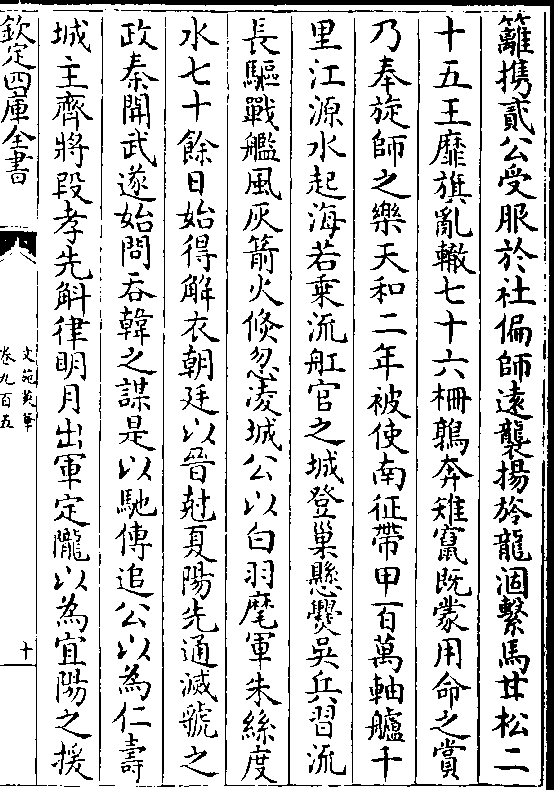 籬携貳公受服於社偏師遠襲揚旍龍涸繫馬甘松二
十五王靡旗亂轍七十六柵鶉奔雉竄既蒙用命之賞
乃奉旋師之樂天和二年被使南征帶甲百萬軸艫千
里江源水起海若乗流舡官之城登巢懸爨吳兵習流
長驅戰艦風灰箭火倐忽凌城公以白羽麾軍朱絲度
水七十餘日始得解衣朝廷以晉尅夏陽先通滅虢之
政秦開武遂始問吞韓之謀是以馳傳追公以為仁壽
城主齊將段孝先斛律明月出軍定隴以為宜陽之援
欽定四庫全書
文苑英華
卷九百五
十